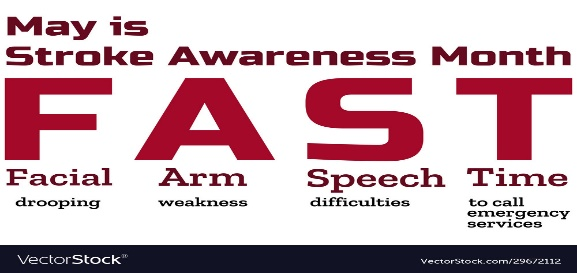 May is
Stroke Awareness Month
FAST
Facial Arm Speech Time
drooping weakness difficulties to call
emergency
services
VectorStock® VectorStock.com/29672112